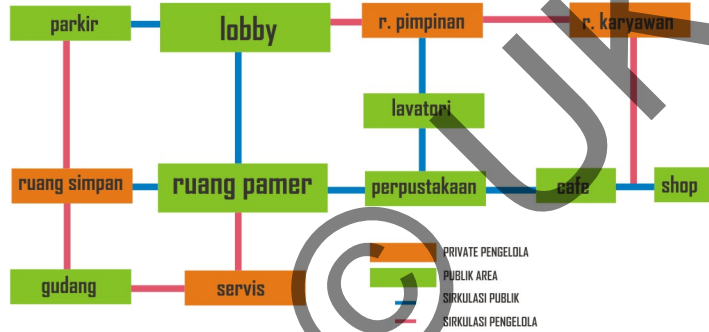 parkir
lobby
r. pimpinan
r. karyawan
lavatori
ruang simpan
ruang pamer
perpustakaan
cafe
shop
gudang
servis
PRIVATE PENGELOLA
PUBLIK AREA
SIRKULASI PUBLIK
SIRKULASI PENGELOLA
© UK